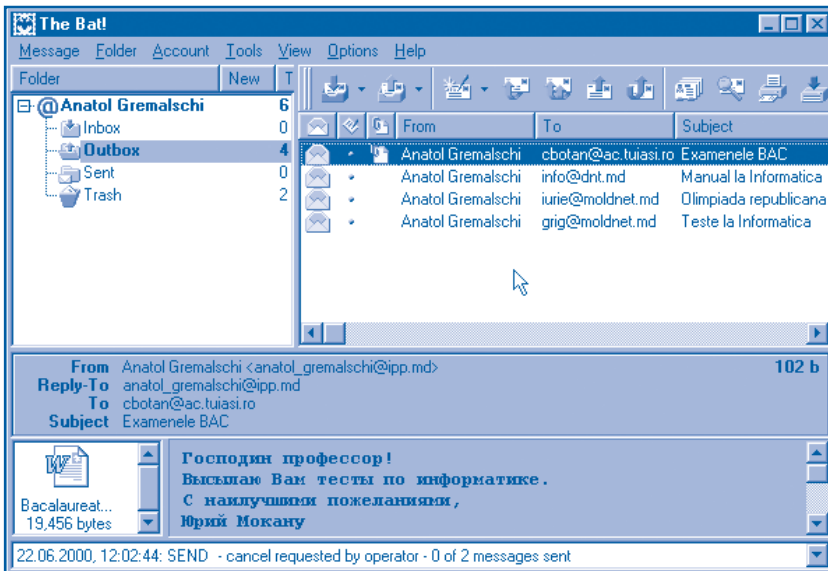 The Bat!
Message Folder Account Tools View Options Help
Folder New T
Anatol Gremalschi 6
Inbox 0
Outbox 4
Sent 0
Trash 2
From To Subject
Anatol Gremalschi cbotan@ac.tuiasi.ro Examenele BAC
Anatol Gremalschi info@dnt.md Manual la Informatica
Anatol Gremalschi iurie@moldnet.md Olimpiada republicana
Anatol Gremalschi grig@moldnet.md Teste la Informatica
From Anatol Gremalschi <anatol_gremalschi@ipp.md> 102 b
Reply-To anatol_gremalschi@ipp.md
To cbotan@ac.tuiasi.ro
Subject Examenele BAC
Bacalaureat...
19,456 bytes
Господин профессор!
Высылаю Вам тесты по информатике.
С наилучшими пожеланиями,
Юрий Мокану
22.06.2000, 12:02:44: SEND - cancel requested by operator - 0 of 2 messages sent